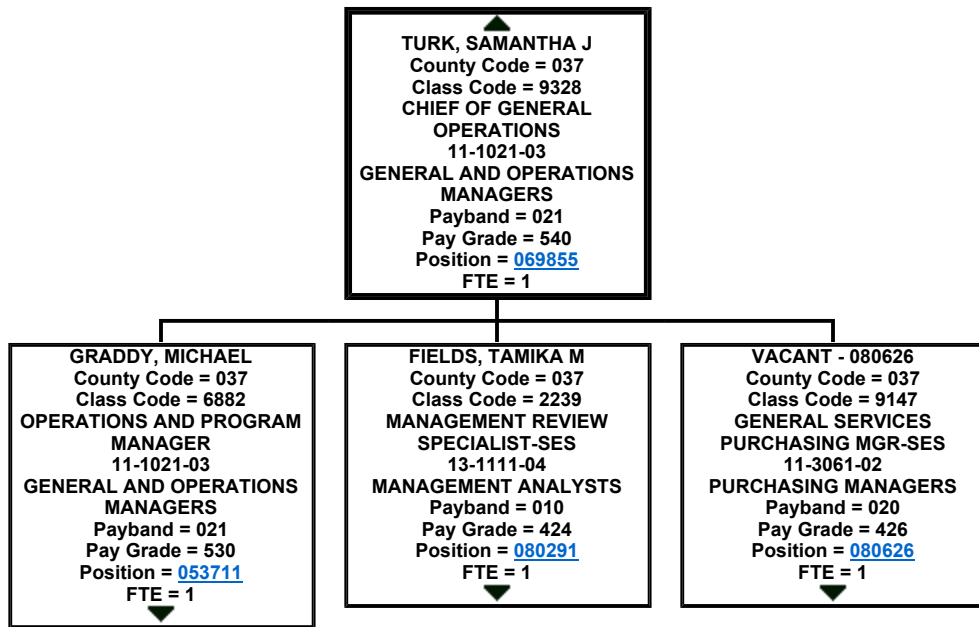 TURK, SAMANTHA J
County Code = 037
Class Code = 9328
CHIEF OF GENERAL
OPERATIONS
11-1021-03
GENERAL AND OPERATIONS
MANAGERS
Payband = 021
Pay Grade = 540
Position = 069855
FTE = 1
GRADDY, MICHAEL
County Code = 037
Class Code = 6882
OPERATIONS AND PROGRAM
MANAGER
11-1021-03
GENERAL AND OPERATIONS
MANAGERS
Payband = 021
Pay Grade = 530
Position = 053711
FTE = 1
FIELDS, TAMIKA M
County Code = 037
Class Code = 2239
MANAGEMENT REVIEW
SPECIALIST-SES
13-1111-04
MANAGEMENT ANALYSTS
Payband = 010
Pay Grade = 424
Position = 080291
FTE = 1
VACANT - 080626
County Code = 037
Class Code = 9147
GENERAL SERVICES
PURCHASING MGR-SES
11-3061-02
PURCHASING MANAGERS
Payband = 020
Pay Grade = 426
Position = 080626
FTE = 1